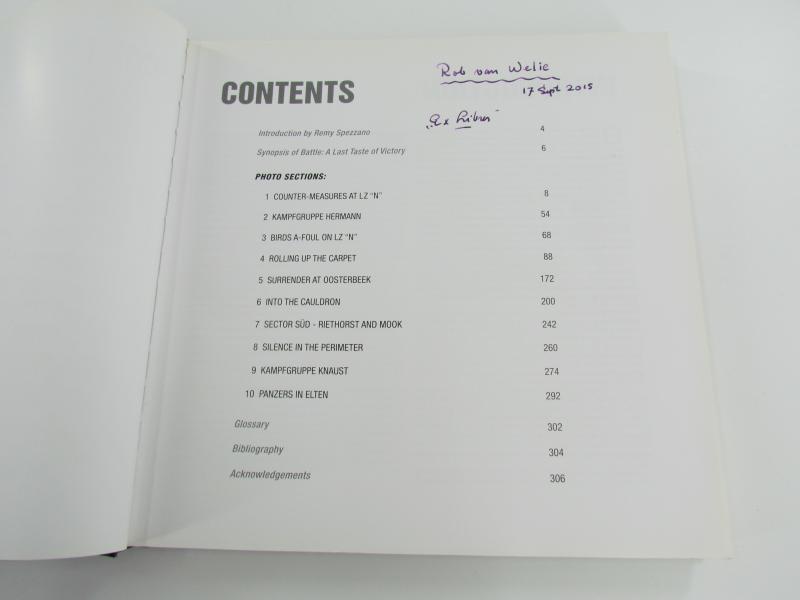 Rob van Welie
17 Sept 2015
CONTENTS
„Ex Libris"
Introduction by Remy Spezzano 4
Synopsis of Battle: A Last Taste of Victory 6
PHOTO SECTIONS:
1 COUNTER-MEASURES AT LZ "N" 8
2 KAMPFGRUPPE HERMANN 54
3 BIRDS A-FOUL ON LZ "N" 68
4 ROLLING UP THE CARPET 88
5 SURRENDER AT OOSTERBEEK 172
6 INTO THE CAULDRON 200
7 SECTOR SÜD - RIETHORST AND MOOK 242
8 SILENCE IN THE PERIMETER 260
9 KAMPFGRUPPE KNAUST 274
10 PANZERS IN ELTEN 292
Glossary 302
Bibliography 304
Acknowledgements 306